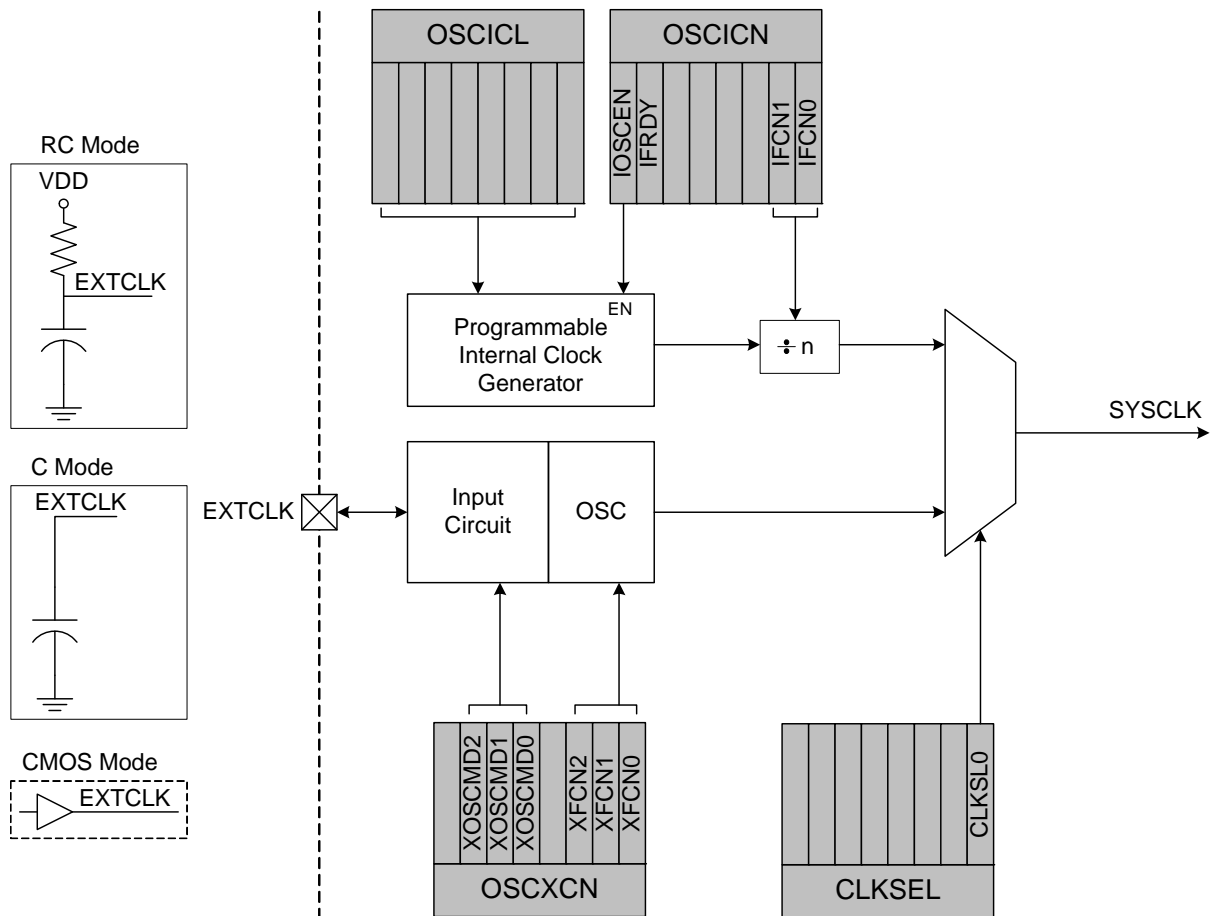 OSCICL
OSCICN
IOSCEN
IFRDY
IFCN1
IFCN0
RC Mode
VDD
EXTCLK
EN
Programmable
Internal Clock
Generator
÷ n
SYSCLK
C Mode
EXTCLK
EXTCLK
Input
Circuit
OSC
CMOS Mode
EXTCLK
XOSCMD2
XOSCMD1
XOSCMD0
XFCN2
XFCN1
XFCN0
OSCXCN
CLKSL0
CLKSEL